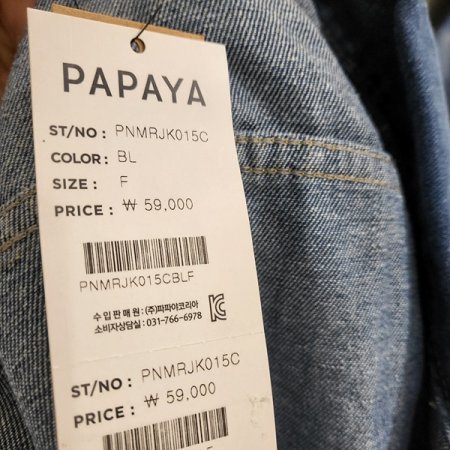 PAPAYA
ST/NO : PNMRJK015C
COLOR : BL
SIZE : F
PRICE : ₩ 59,000
PNMRJK015CBLF
수 입 판 매 원 : (주)파파야코리아
소비자상담실 : 031-766-6978
ST/NO : PNMRJK015C
PRICE : ₩ 59,000